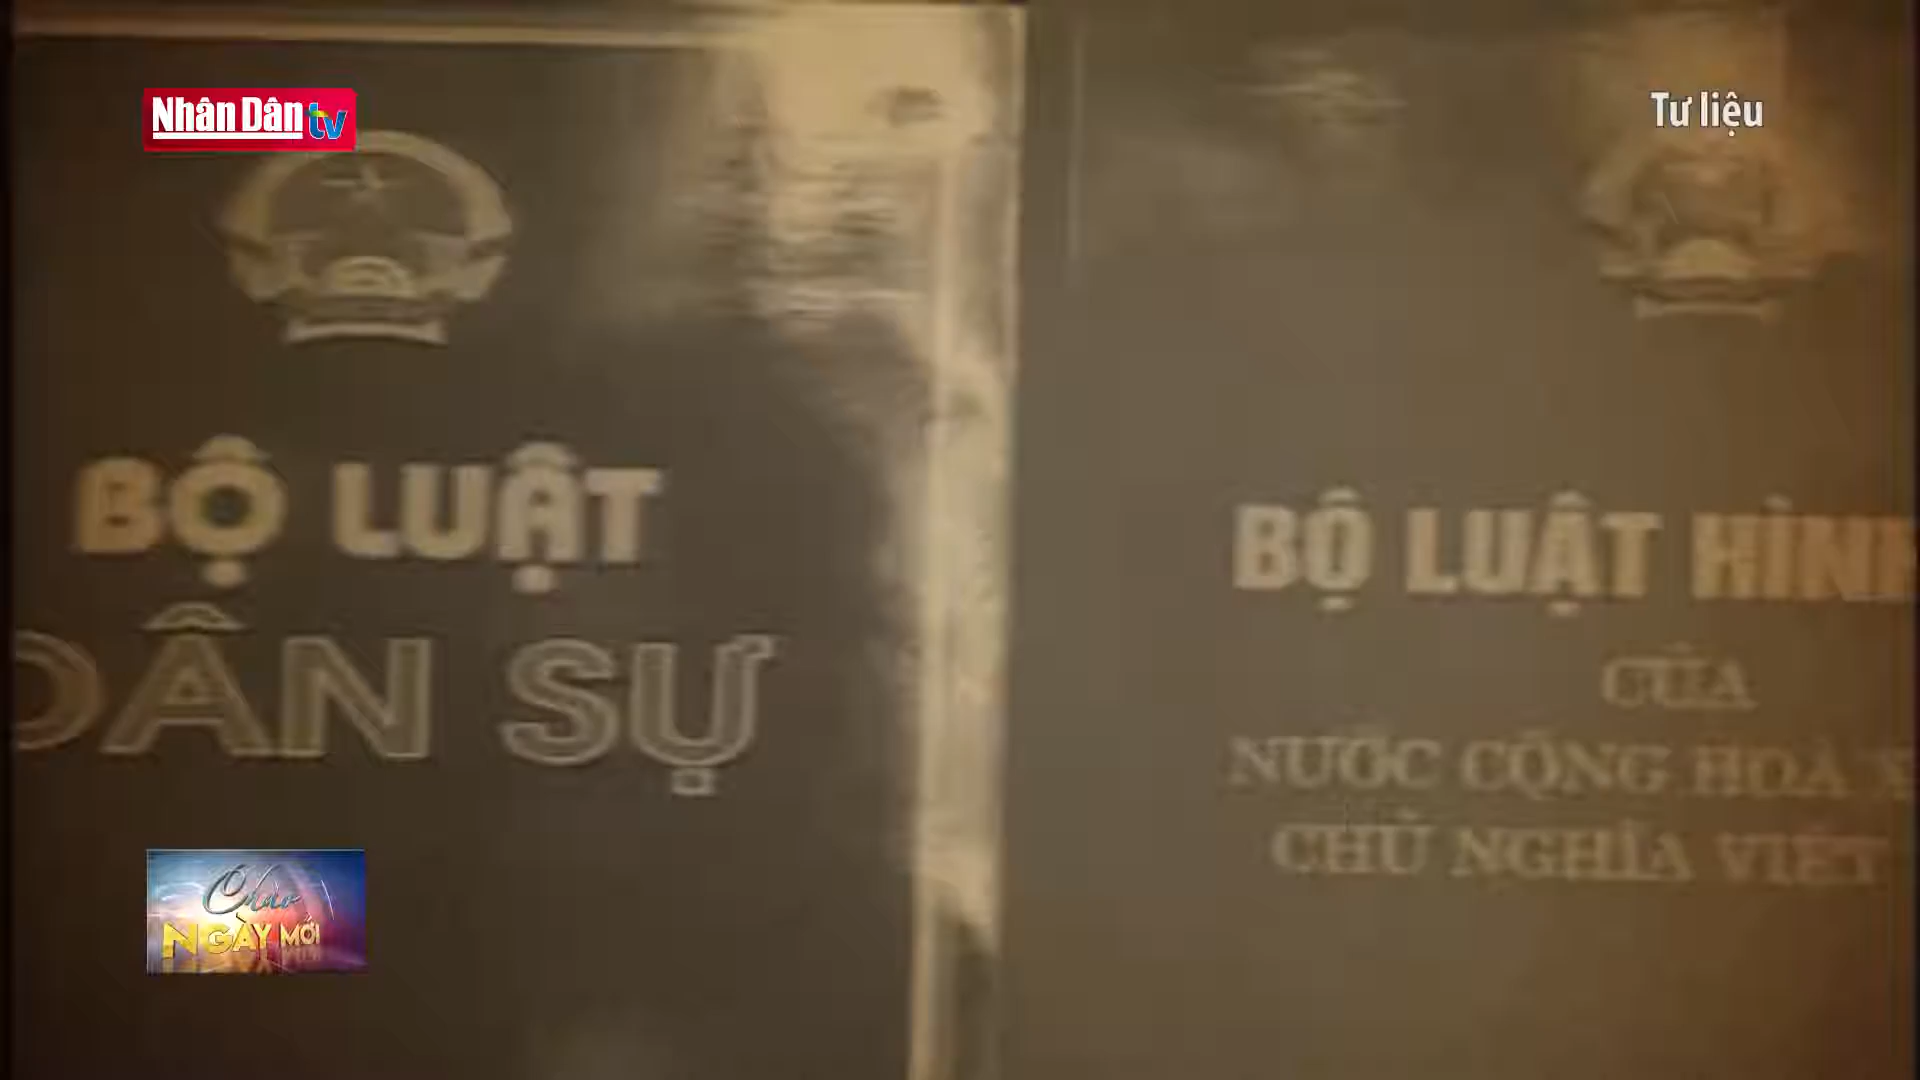 Nhân Dân tv
Tư liệu
BỘ LUẬT
DÂN SỰ
BỘ LUẬT HÌNH
CỦA
NƯỚC CỘNG HOÀ X
CHỦ NGHĨA VIỆT
Chào
NGÀY MỚI